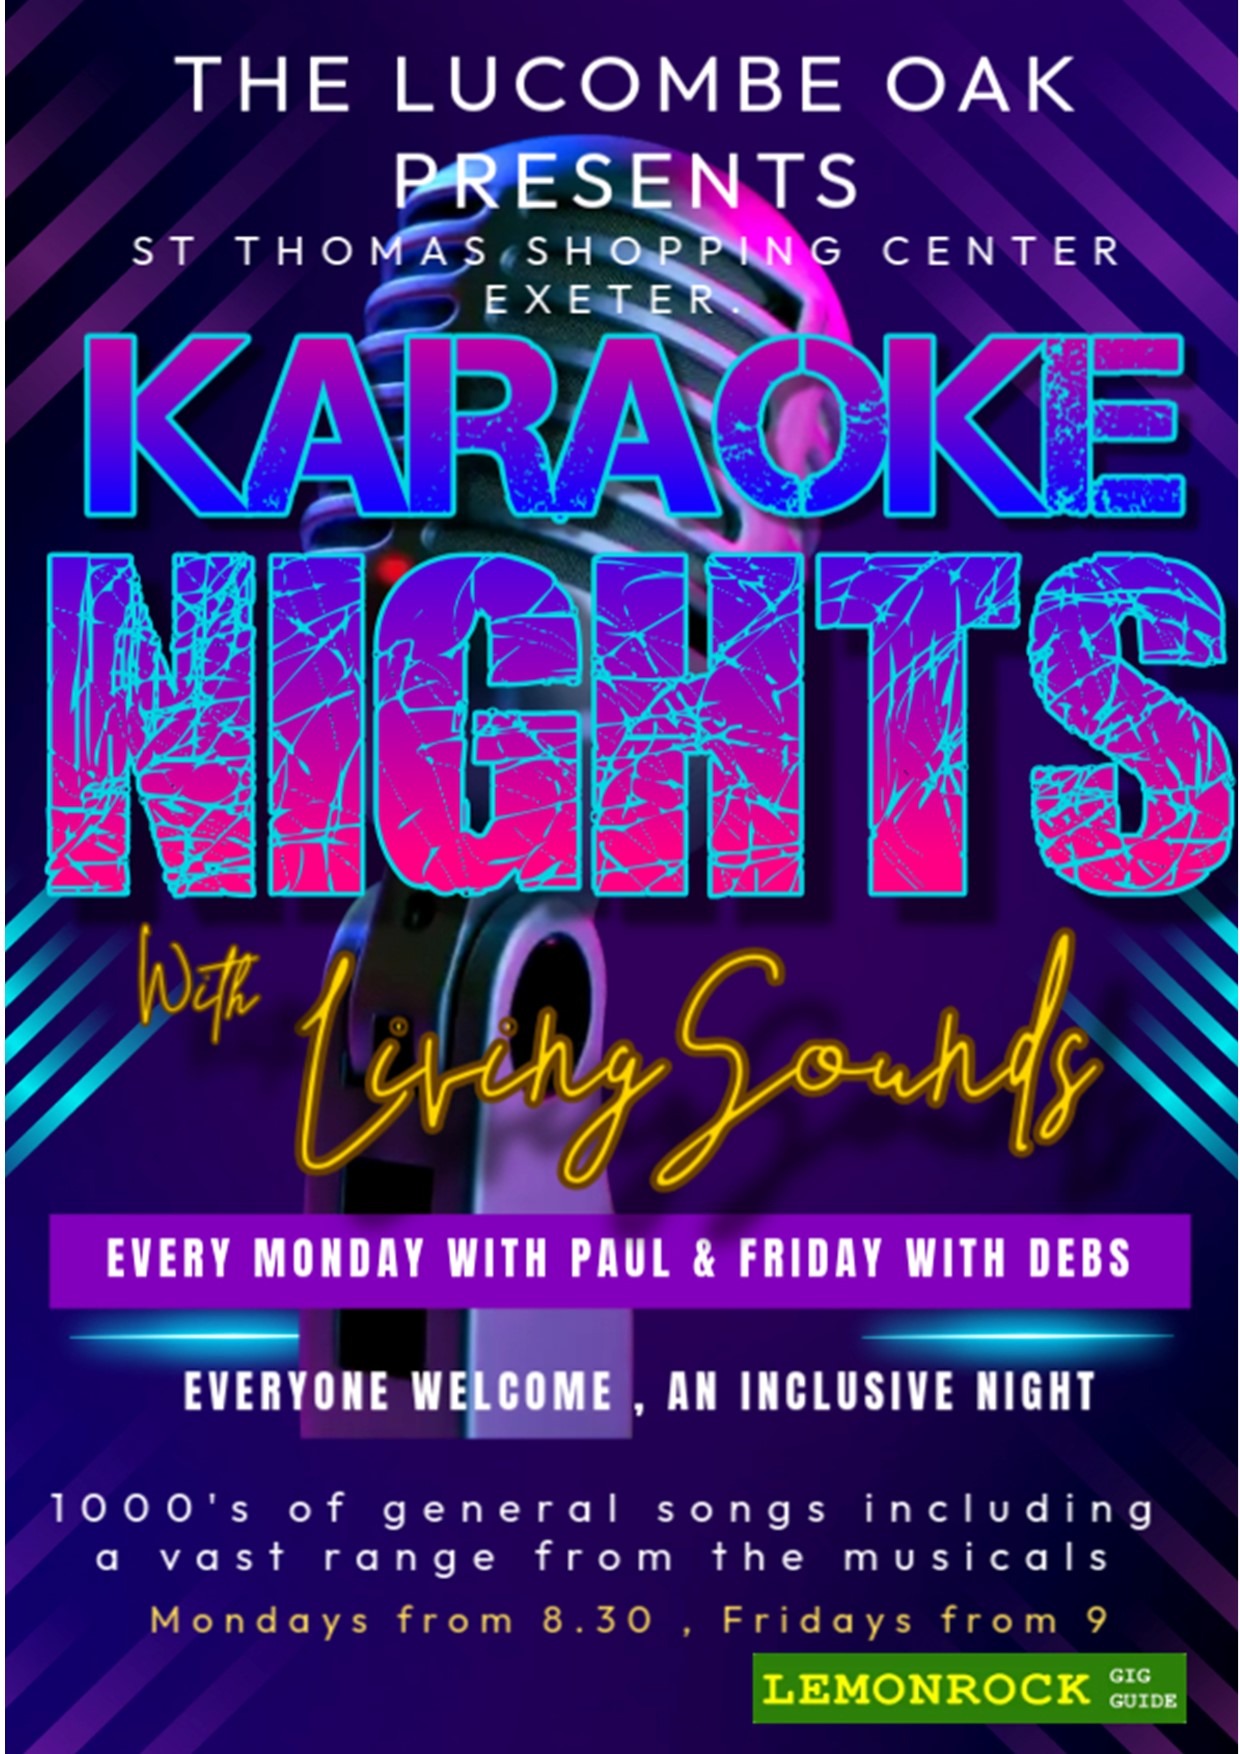 THE LUCOMBE OAK
PRESENTS
ST THOMAS SHOPPING CENTER
EXETER.
KARAOKE
NIGHTS
With Living Sounds
EVERY MONDAY WITH PAUL & FRIDAY WITH DEBS
EVERYONE WELCOME , AN INCLUSIVE NIGHT
1000's of general songs including
a vast range from the musicals
Mondays from 8.30 , Fridays from 9
LEMONROCK GIG GUIDE